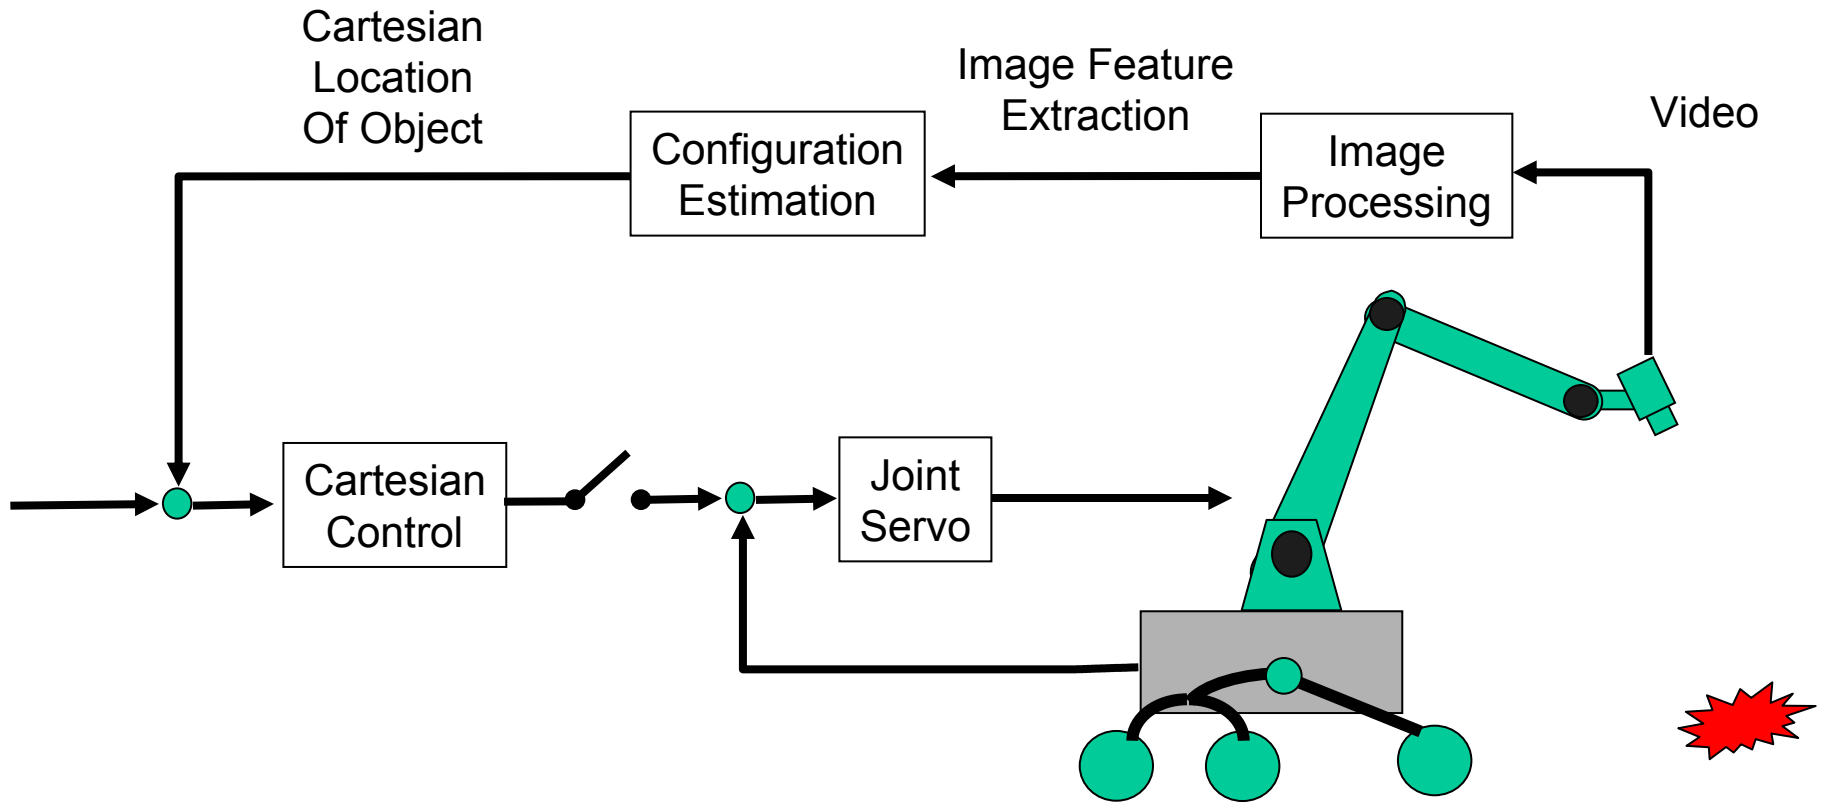 Cartesian
Location
Of Object
Image Feature
Extraction
Video
Configuration
Estimation
Image
Processing
Cartesian
Control
Joint
Servo